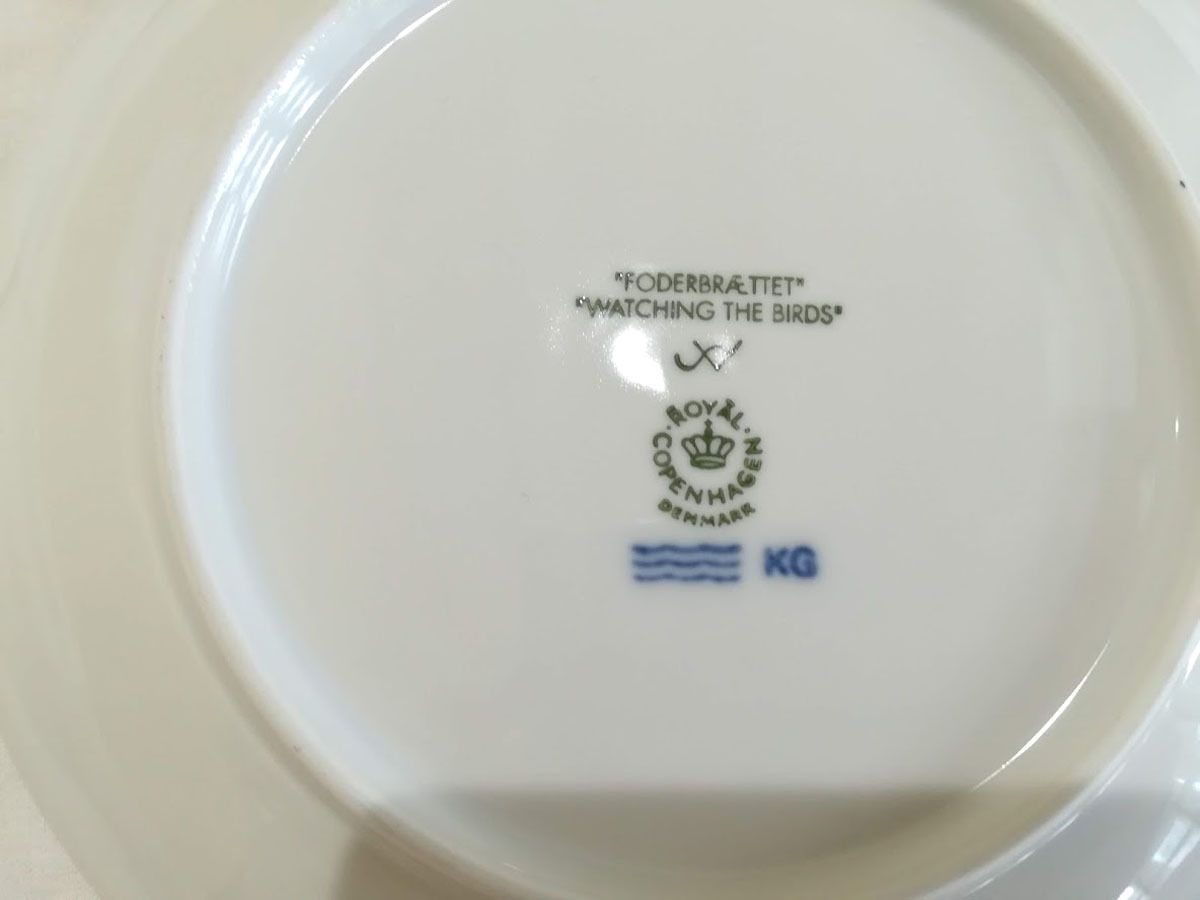 "FODERBRÆTTET"
"WATCHING THE BIRDS"
ROYAL
COPENHAGEN
DENMARK
KG